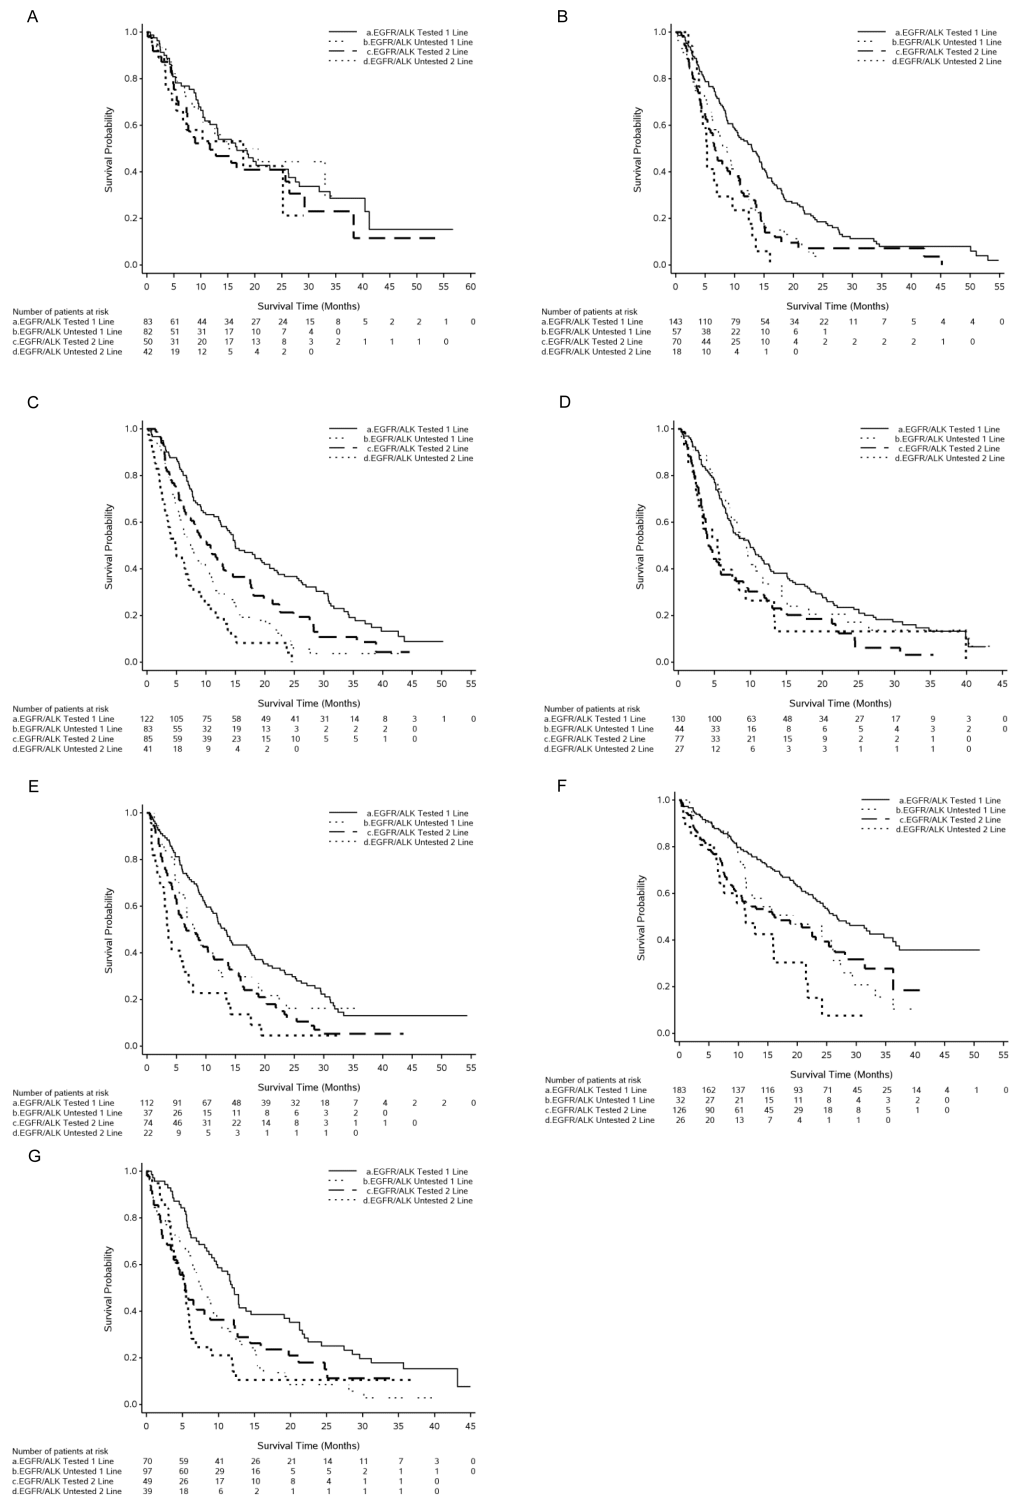 A
Survival Probability
1.0
0.8
0.6
0.4
0.2
0.0
a.EGFR/ALK Tested 1 Line
b.EGFR/ALK Untested 1 Line
c.EGFR/ALK Tested 2 Line
d.EGFR/ALK Untested 2 Line
0 5 10 15 20 25 30 35 40 45 50 55 60
Survival Time (Months)
Number of patients at risk
a.EGFR/ALK Tested 1 Line 83 61 44 34 27 24 15 8 5 2 2 1 0
b.EGFR/ALK Untested 1 Line 82 51 31 17 10 7 4 0
c.EGFR/ALK Tested 2 Line 50 31 20 17 13 8 3 2 1 1 1 0
d.EGFR/ALK Untested 2 Line 42 19 12 5 4 2 0
B
Survival Probability
1.0
0.8
0.6
0.4
0.2
0.0
a.EGFR/ALK Tested 1 Line
b.EGFR/ALK Untested 1 Line
c.EGFR/ALK Tested 2 Line
d.EGFR/ALK Untested 2 Line
0 5 10 15 20 25 30 35 40 45 50 55
Survival Time (Months)
Number of patients at risk
a.EGFR/ALK Tested 1 Line 143 110 79 54 34 22 11 7 5 4 4 0
b.EGFR/ALK Untested 1 Line 57 38 22 10 6 1 0
c.EGFR/ALK Tested 2 Line 70 44 25 10 4 2 2 2 2 1 0
d.EGFR/ALK Untested 2 Line 18 10 4 1 0
C
Survival Probability
1.0
0.8
0.6
0.4
0.2
0.0
a.EGFR/ALK Tested 1 Line
b.EGFR/ALK Untested 1 Line
c.EGFR/ALK Tested 2 Line
d.EGFR/ALK Untested 2 Line
0 5 10 15 20 25 30 35 40 45 50 55
Survival Time (Months)
Number of patients at risk
a.EGFR/ALK Tested 1 Line 122 105 75 58 49 41 31 14 8 3 1 0
b.EGFR/ALK Untested 1 Line 83 55 32 19 13 3 2 2 2 0
c.EGFR/ALK Tested 2 Line 85 59 39 23 15 10 5 5 1 0
d.EGFR/ALK Untested 2 Line 41 18 9 4 2 0
D
Survival Probability
1.0
0.8
0.6
0.4
0.2
0.0
a.EGFR/ALK Tested 1 Line
b.EGFR/ALK Untested 1 Line
c.EGFR/ALK Tested 2 Line
d.EGFR/ALK Untested 2 Line
0 5 10 15 20 25 30 35 40 45
Survival Time (Months)
Number of patients at risk
a.EGFR/ALK Tested 1 Line 130 100 63 48 34 27 17 9 3 0
b.EGFR/ALK Untested 1 Line 44 33 16 8 6 5 4 3 2 0
c.EGFR/ALK Tested 2 Line 77 33 21 15 9 2 2 1 0
d.EGFR/ALK Untested 2 Line 27 12 6 3 3 1 1 1 0
E
Survival Probability
1.0
0.8
0.6
0.4
0.2
0.0
a.EGFR/ALK Tested 1 Line
b.EGFR/ALK Untested 1 Line
c.EGFR/ALK Tested 2 Line
d.EGFR/ALK Untested 2 Line
0 5 10 15 20 25 30 35 40 45 50 55
Survival Time (Months)
Number of patients at risk
a.EGFR/ALK Tested 1 Line 112 91 67 48 39 32 18 7 4 2 2 0
b.EGFR/ALK Untested 1 Line 37 26 15 11 8 6 3 2 0
c.EGFR/ALK Tested 2 Line 74 46 31 22 14 8 3 1 1 0
d.EGFR/ALK Untested 2 Line 22 9 5 3 1 1 1 0
F
Survival Probability
1.0
0.8
0.6
0.4
0.2
0.0
a.EGFR/ALK Tested 1 Line
b.EGFR/ALK Untested 1 Line
c.EGFR/ALK Tested 2 Line
d.EGFR/ALK Untested 2 Line
0 5 10 15 20 25 30 35 40 45 50 55
Survival Time (Months)
Number of patients at risk
a.EGFR/ALK Tested 1 Line 183 162 137 116 93 71 45 25 14 4 1 0
b.EGFR/ALK Untested 1 Line 32 27 21 15 11 8 4 3 2 0
c.EGFR/ALK Tested 2 Line 126 90 61 45 29 18 8 5 1 0
d.EGFR/ALK Untested 2 Line 26 20 13 7 4 1 1 0
G
Survival Probability
1.0
0.8
0.6
0.4
0.2
0.0
a.EGFR/ALK Tested 1 Line
b.EGFR/ALK Untested 1 Line
c.EGFR/ALK Tested 2 Line
d.EGFR/ALK Untested 2 Line
0 5 10 15 20 25 30 35 40 45
Survival Time (Months)
Number of patients at risk
a.EGFR/ALK Tested 1 Line 70 59 41 26 21 14 11 7 3 0
b.EGFR/ALK Untested 1 Line 97 60 29 16 5 5 2 1 1 0
c.EGFR/ALK Tested 2 Line 49 26 17 10 8 4 1 1 0
d.EGFR/ALK Untested 2 Line 39 18 6 2 1 1 1 1 0